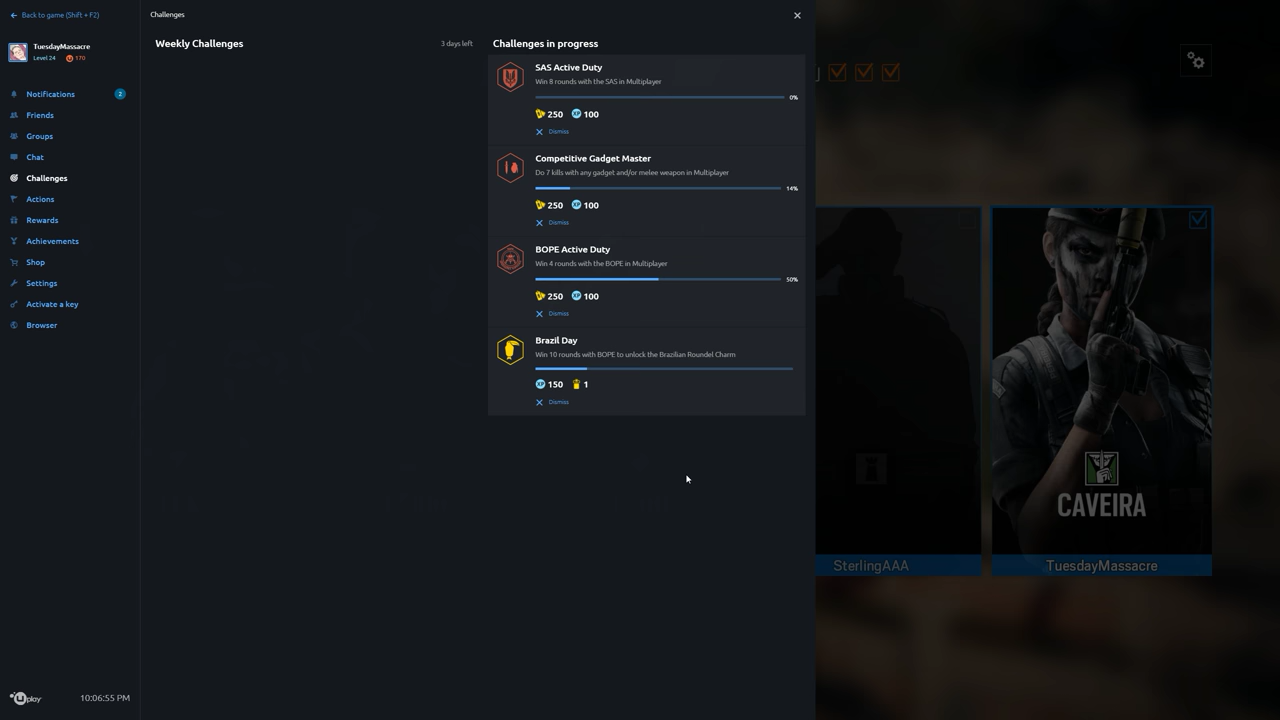 Back to game (Shift + F2)
TuesdayMassacre
Level 24 170
Notifications 2
Friends
Groups
Chat
Challenges
Actions
Rewards
Achievements
Shop
Settings
Activate a key
Browser
uplay
10:06:55 PM
Challenges
Weekly Challenges
3 days left
Challenges in progress
SAS Active Duty
Win 8 rounds with the SAS in Multiplayer
0%
250 XP 100
Dismiss
Competitive Gadget Master
Do 7 kills with any gadget and/or melee weapon in Multiplayer
14%
250 XP 100
Dismiss
BOPE Active Duty
Win 4 rounds with the BOPE in Multiplayer
50%
250 XP 100
Dismiss
Brazil Day
Win 10 rounds with BOPE to unlock the Brazilian Roundel Charm
XP 150 1
Dismiss
CAVEIRA
SterlingAAA
TuesdayMassacre